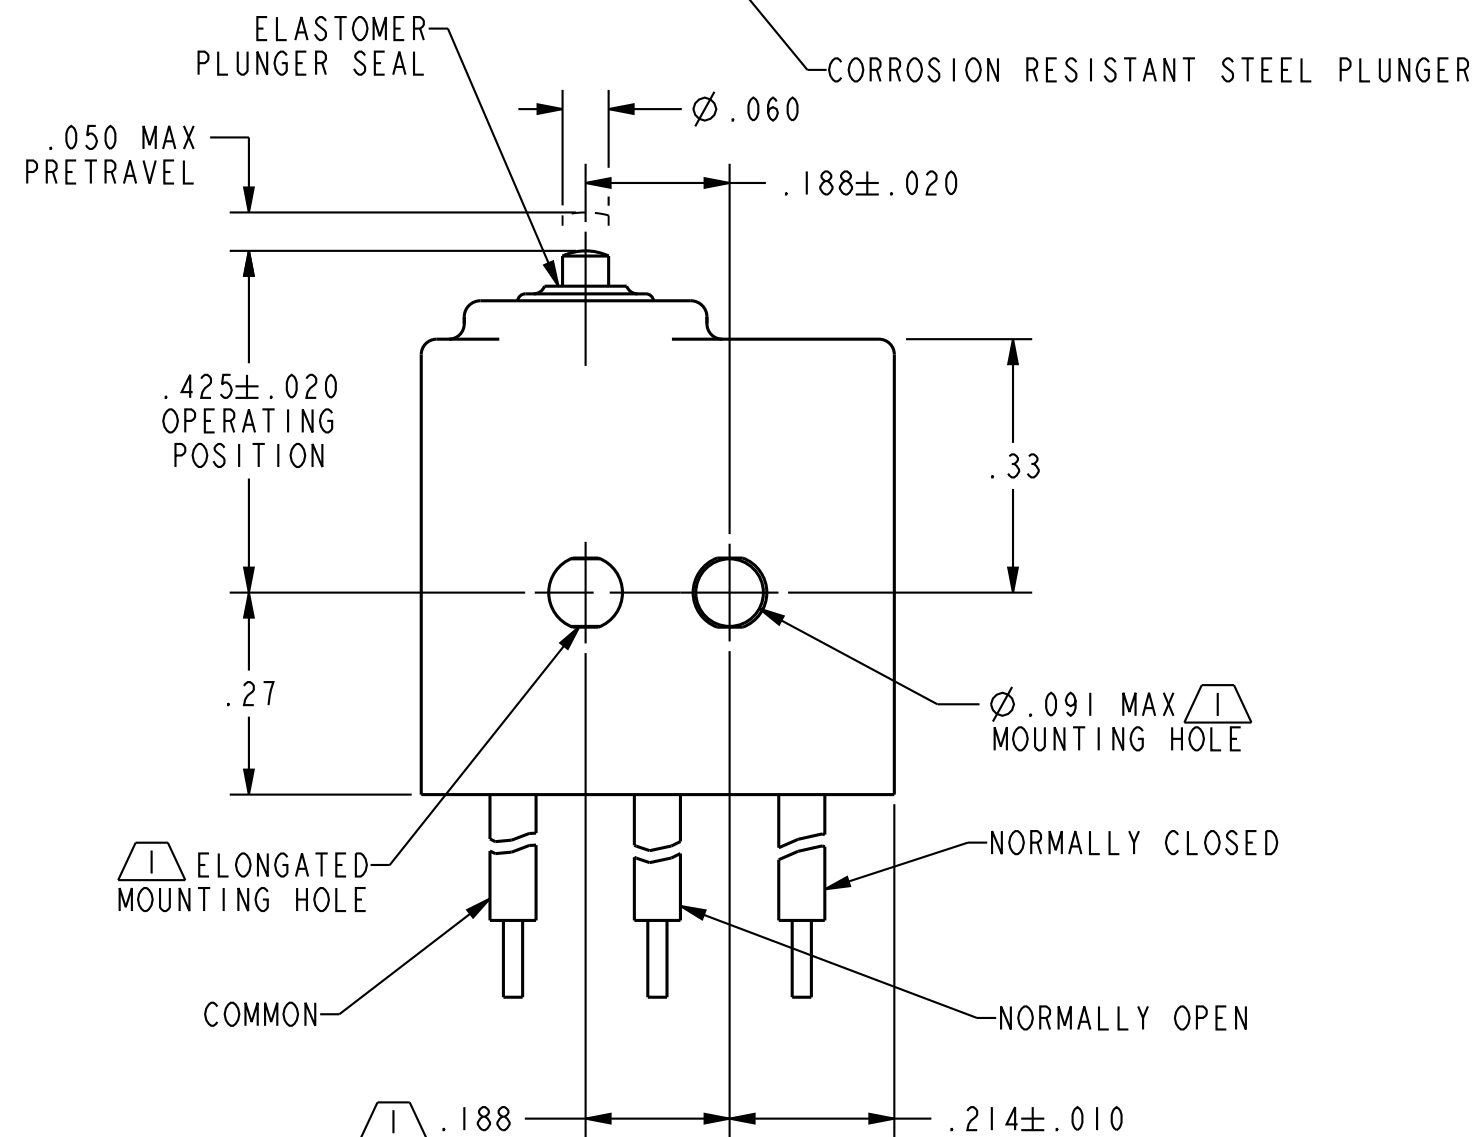 ELASTOMER
PLUNGER SEAL
CORROSION RESISTANT STEEL PLUNGER
Ø.060
.050 MAX
PRETRAVEL
.188±.020
.425±.020
OPERATING
POSITION
.33
.27
Ø.091 MAX 1
MOUNTING HOLE
1 ELONGATED
MOUNTING HOLE
NORMALLY CLOSED
COMMON
NORMALLY OPEN
1 .188
.214±.010